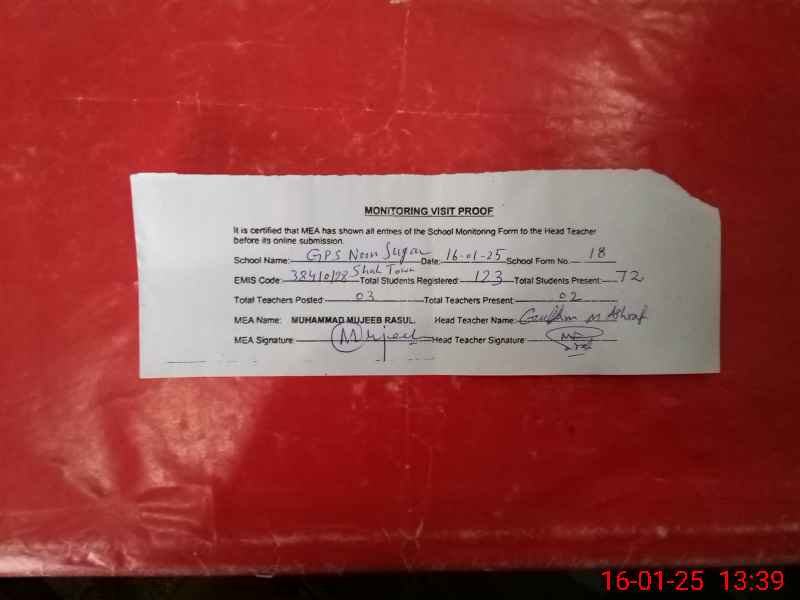 MONITORING VISIT PROOF
It is certified that MEA has shown all entries of the School Monitoring Form to the Head Teacher
before its online submission.
School Name: GPS Noon Sugar Date: 16-01-25 School Form No. 18
Shah Town
EMIS Code: 38410128 Total Students Registered: 123 Total Students Present: 72
Total Teachers Posted: 03 Total Teachers Present: 02
MEA Name: MUHAMMAD MUJEEB RASUL. Head Teacher Name: M Ashraf
MEA Signature: Mujeeb Head Teacher Signature:
16-01-25 13:39